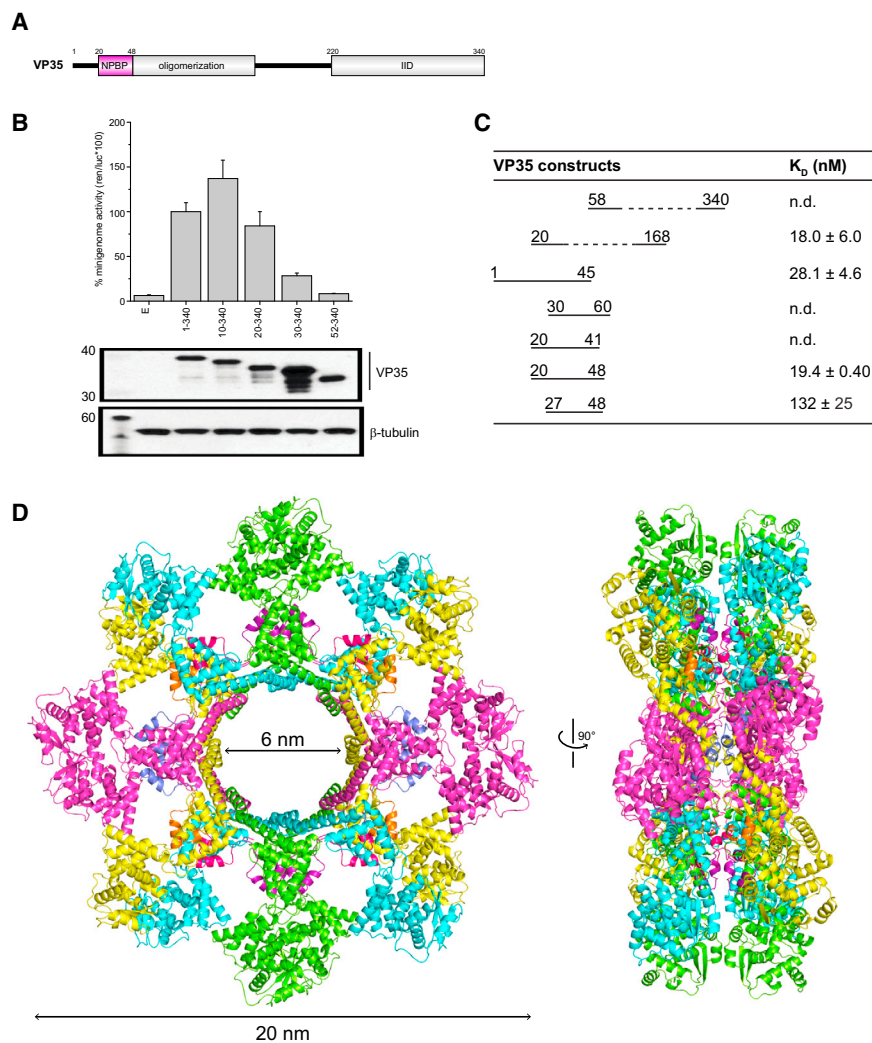 A
1 20 48 220 340
VP35 NPBP oligomerization IID
B
% minigenome activity (ren/luc*100)
200
150
100
50
0
E 1-340 10-340 20-340 30-340 52-340
40
30
VP35
60
β-tubulin
C
VP35 constructs K_D (nM)
58 340 n.d.
20 168 18.0 ± 6.0
1 45 28.1 ± 4.6
30 60 n.d.
20 41 n.d.
20 48 19.4 ± 0.40
27 48 132 ± 25
D
6 nm
90°
20 nm